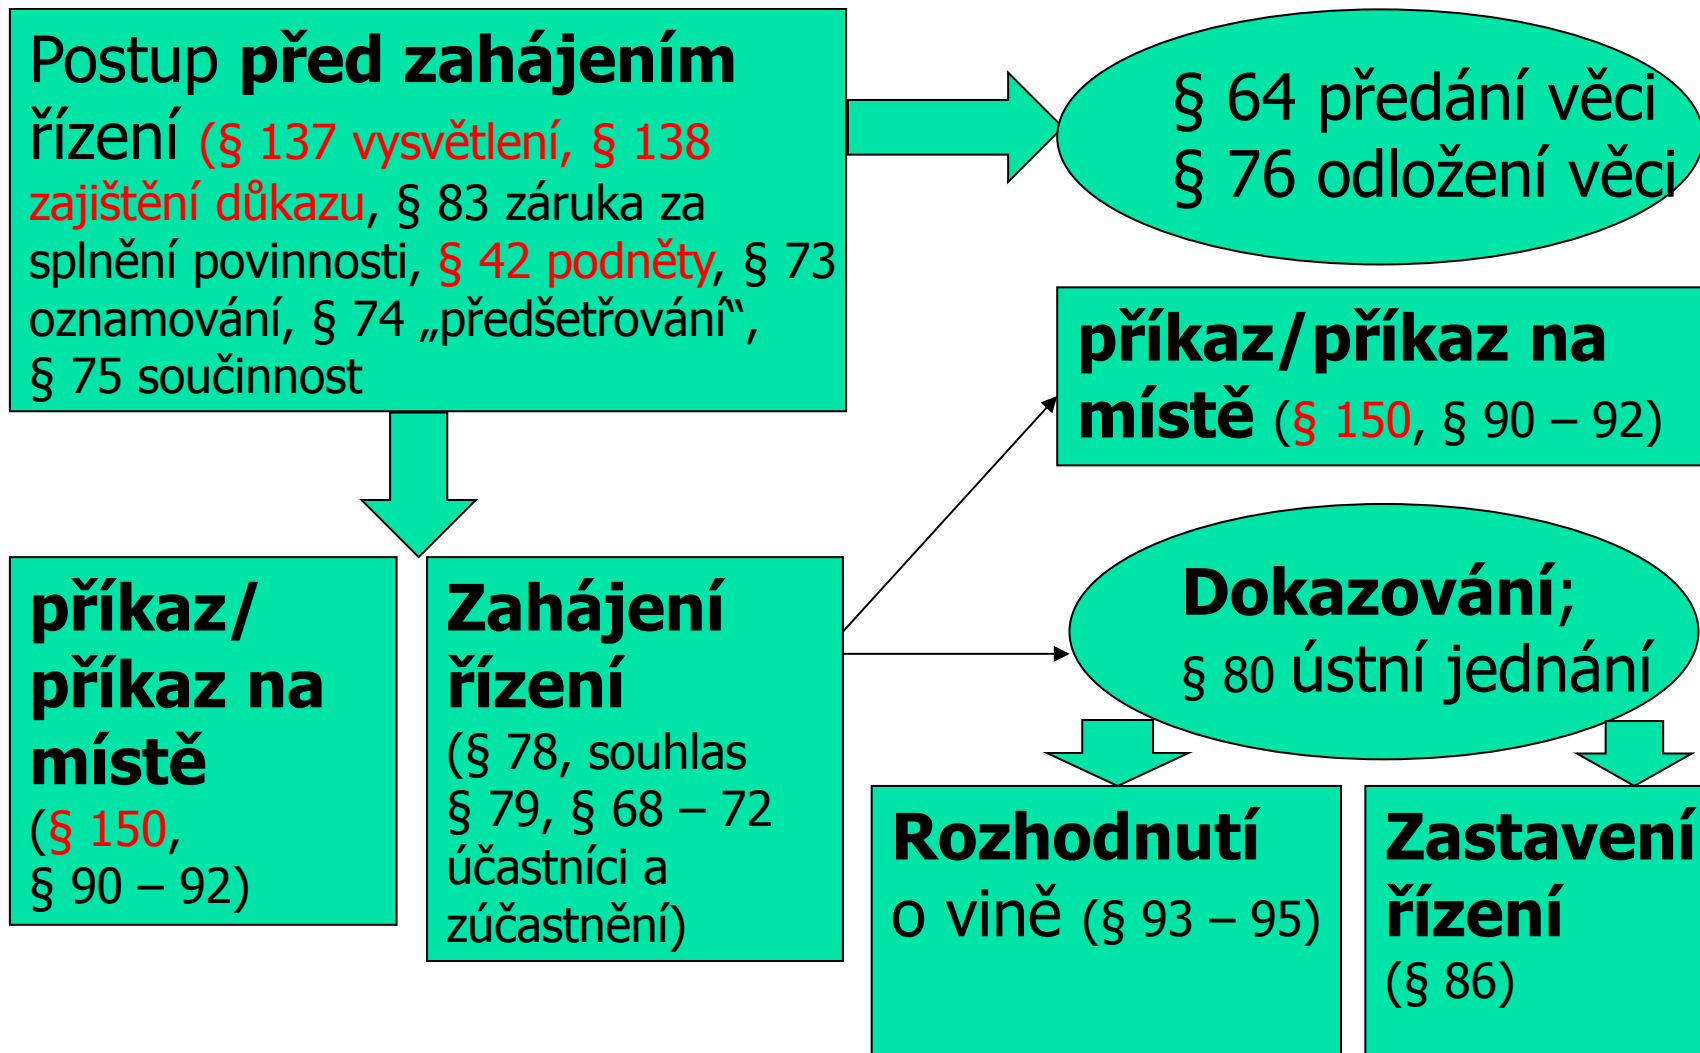 Postup před zahájením
řízení (§ 137 vysvětlení, § 138
zajištění důkazu, § 83 záruka za
splnění povinnosti, § 42 podněty, § 73
oznamování, § 74 „předšetřování“,
§ 75 součinnost
§ 64 předání věci
§ 76 odložení věci
příkaz/příkaz na
místě (§ 150, § 90 – 92)
příkaz/
příkaz na
místě
(§ 150,
§ 90 – 92)
Zahájení
řízení
(§ 78, souhlas
§ 79, § 68 – 72
účastníci a
zúčastnění)
Dokazování;
§ 80 ústní jednání
Rozhodnutí
o vině (§ 93 – 95)
Zastavení
řízení
(§ 86)